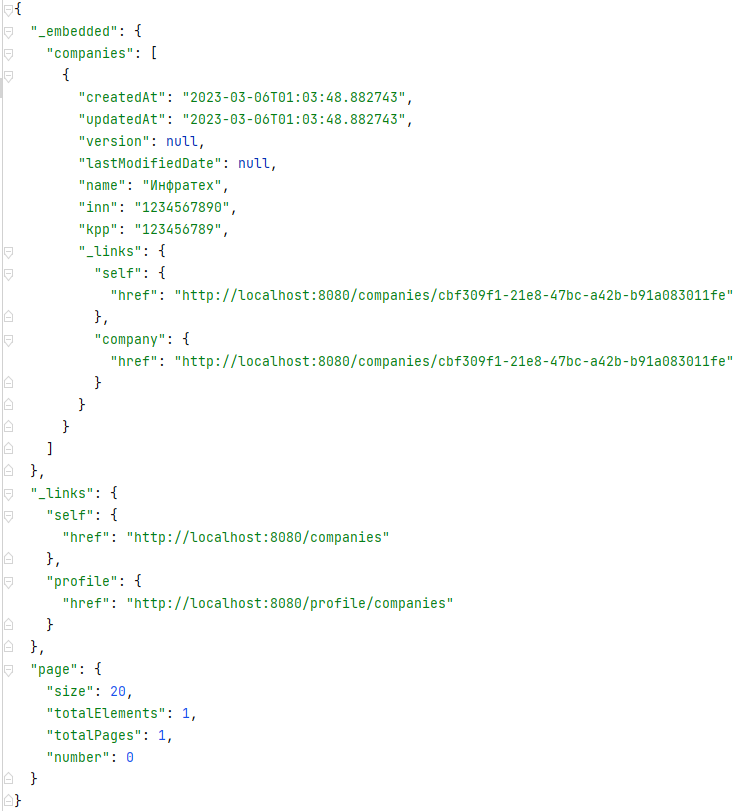 {
"_embedded": {
"companies": [
{
"createdAt": "2023-03-06T01:03:48.882743",
"updatedAt": "2023-03-06T01:03:48.882743",
"version": null,
"lastModifiedDate": null,
"name": "Инфратех",
"inn": "1234567890",
"kpp": "123456789",
"_links": {
"self": {
"href": "http://localhost:8080/companies/cbf309f1-21e8-47bc-a42b-b91a083011fe"
},
"company": {
"href": "http://localhost:8080/companies/cbf309f1-21e8-47bc-a42b-b91a083011fe"
}
}
}
]
},
"_links": {
"self": {
"href": "http://localhost:8080/companies"
},
"profile": {
"href": "http://localhost:8080/profile/companies"
}
},
"page": {
"size": 20,
"totalElements": 1,
"totalPages": 1,
"number": 0
}
}